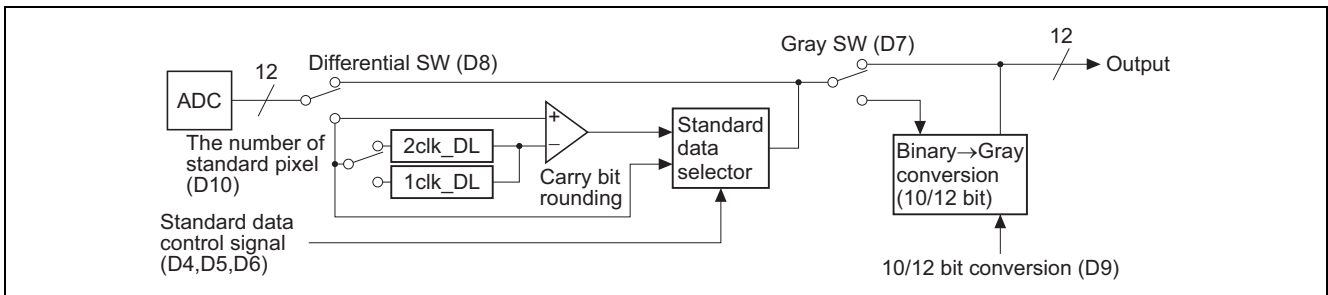 Gray SW (D7)
12
Output
Differential SW (D8)
12
ADC
The number of
standard pixel
(D10)
2clk_DL
1clk_DL
+
−
Carry bit
rounding
Standard
data
selector
Binary→Gray
conversion
(10/12 bit)
Standard data
control signal
(D4,D5,D6)
10/12 bit conversion (D9)